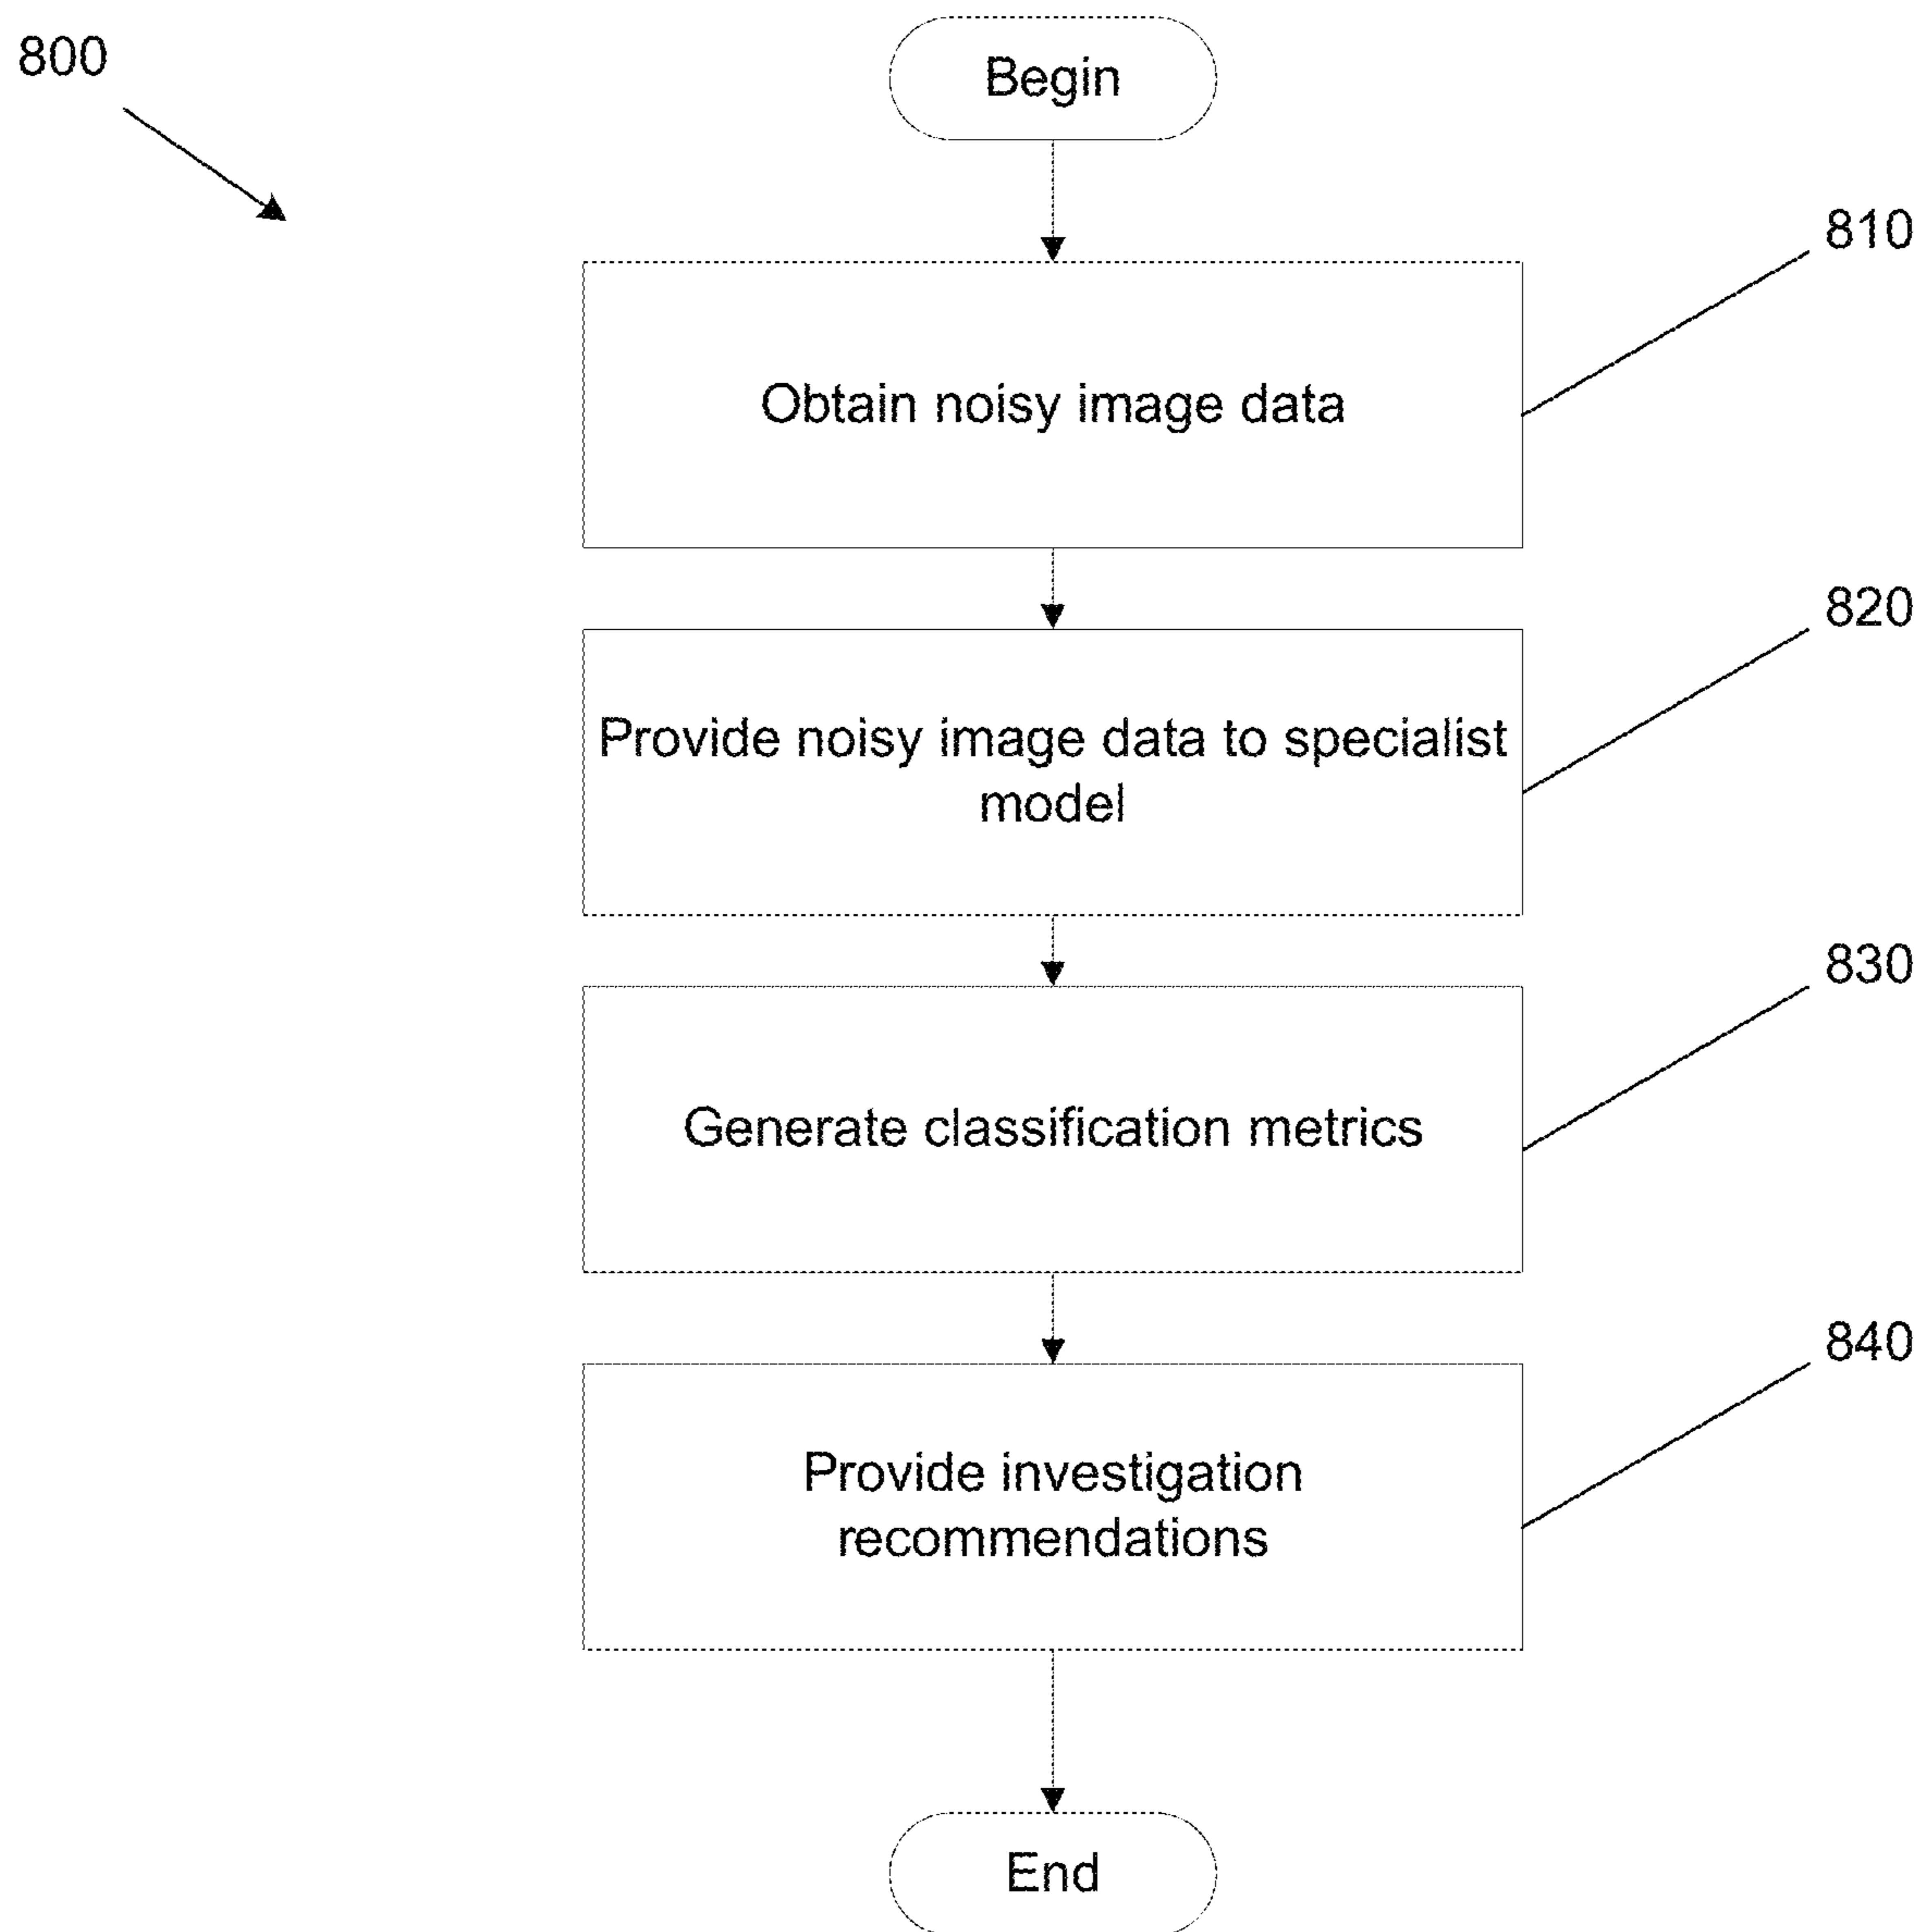 800
Begin
810
Obtain noisy image data
820
Provide noisy image data to specialist
model
830
Generate classification metrics
840
Provide investigation
recommendations
End